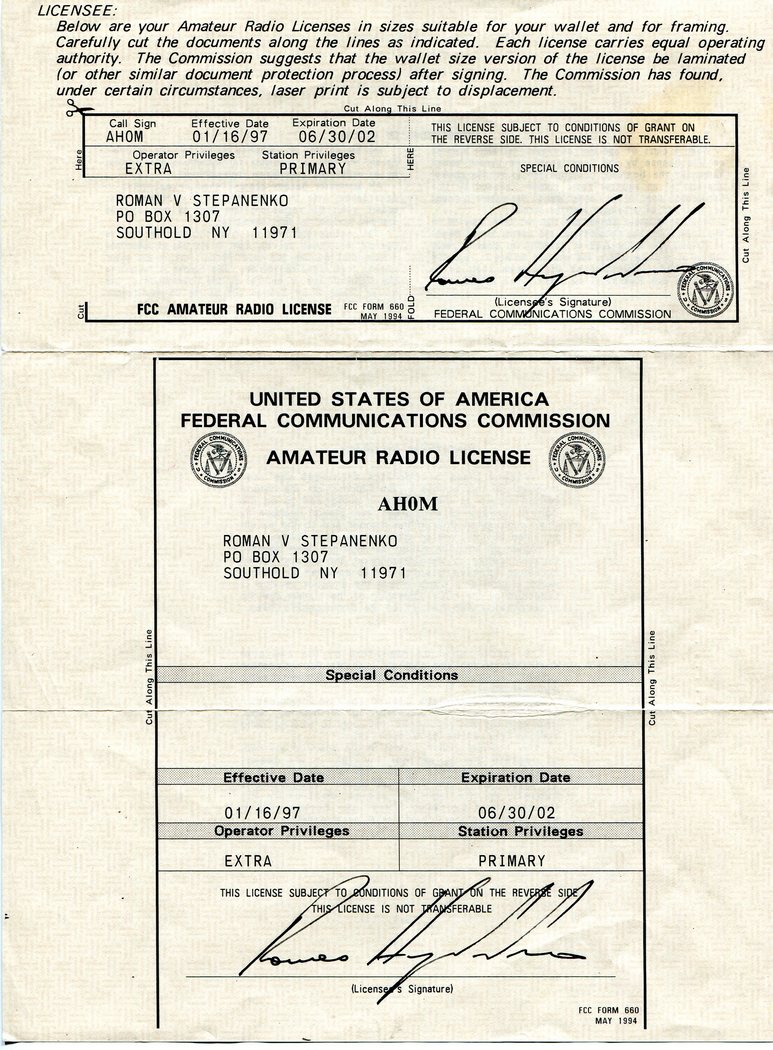 LICENSEE:
Below are your Amateur Radio Licenses in sizes suitable for your wallet and for framing.
Carefully cut the documents along the lines as indicated. Each license carries equal operating
authority. The Commission suggests that the wallet size version of the license be laminated
(or other similar document protection process) after signing. The Commission has found,
under certain circumstances, laser print is subject to displacement.
Cut Along This Line
Call Sign Effective Date Expiration Date
AH0M 01/16/97 06/30/02
Operator Privileges Station Privileges
EXTRA PRIMARY
Here
HERE
THIS LICENSE SUBJECT TO CONDITIONS OF GRANT ON
THE REVERSE SIDE. THIS LICENSE IS NOT TRANSFERABLE.
SPECIAL CONDITIONS
Cut Along This Line
ROMAN V STEPANENKO
PO BOX 1307
SOUTHOLD NY 11971
Cut
FCC AMATEUR RADIO LICENSE
FCC FORM 660
MAY 1994
FOLD
(Licensee's Signature)
FEDERAL COMMUNICATIONS COMMISSION
FEDERAL COMMUNICATIONS COMMISSION
UNITED STATES OF AMERICA
FEDERAL COMMUNICATIONS COMMISSION
FEDERAL COMMUNICATIONS COMMISSION
AMATEUR RADIO LICENSE
FEDERAL COMMUNICATIONS COMMISSION
AH0M
ROMAN V STEPANENKO
PO BOX 1307
SOUTHOLD NY 11971
Cut Along This Line
Cut Along This Line
Special Conditions
Effective Date Expiration Date
01/16/97 06/30/02
Operator Privileges Station Privileges
EXTRA PRIMARY
THIS LICENSE SUBJECT TO CONDITIONS OF GRANT ON THE REVERSE SIDE
THIS LICENSE IS NOT TRANSFERABLE
(Licensee's Signature)
FCC FORM 660
MAY 1994